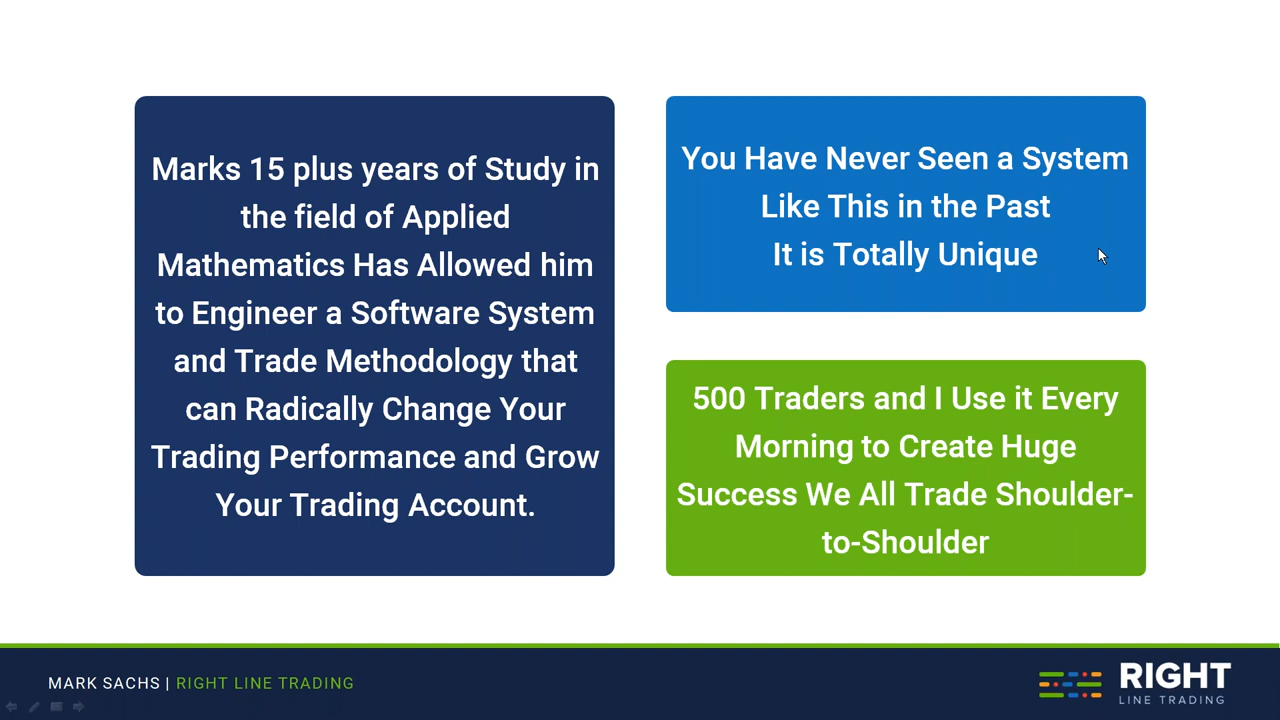 Marks 15 plus years of Study in
the field of Applied
Mathematics Has Allowed him
to Engineer a Software System
and Trade Methodology that
can Radically Change Your
Trading Performance and Grow
Your Trading Account.
You Have Never Seen a System
Like This in the Past
It is Totally Unique
500 Traders and I Use it Every
Morning to Create Huge
Success We All Trade Shoulder-
to-Shoulder
MARK SACHS | RIGHT LINE TRADING
RIGHT
LINE TRADING